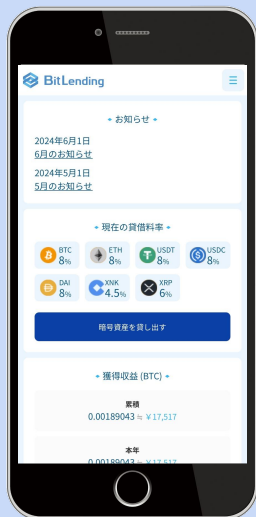 BitLending
お知らせ
2024年6月1日
6月のお知らせ
2024年5月1日
5月のお知らせ
現在の貸借料率
BTC
8%
ETH
8%
USDT
8%
USDC
8%
DAI
8%
XNK
4.5%
XRP
6%
暗号資産を貸し出す
獲得収益 (BTC)
累積
0.00189043 ≒ ¥17,517
本年
0.00189043 ≒ ¥17,517